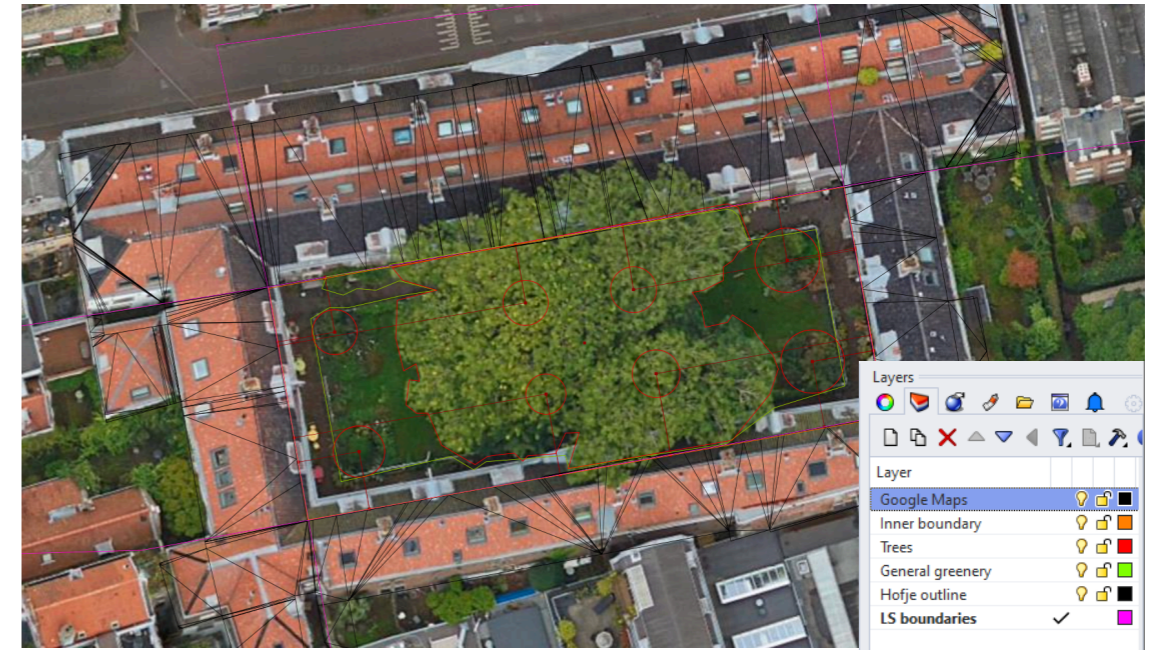 Layers
Layer
Google Maps
Inner boundary
Trees
General greenery
Hofje outline
LS boundaries